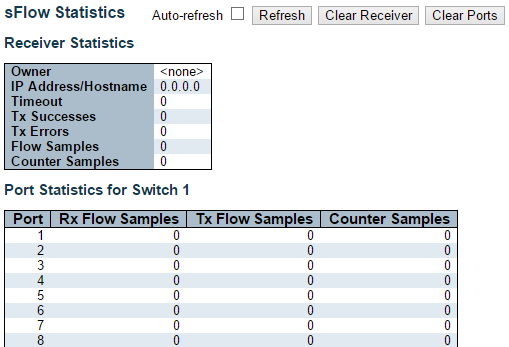 sFlow Statistics
Auto-refresh Refresh Clear Receiver Clear Ports
Receiver Statistics
Owner <none>
IP Address/Hostname 0.0.0.0
Timeout 0
Tx Successes 0
Tx Errors 0
Flow Samples 0
Counter Samples 0
Port Statistics for Switch 1
Port Rx Flow Samples Tx Flow Samples Counter Samples
1 0 0 0
2 0 0 0
3 0 0 0
4 0 0 0
5 0 0 0
6 0 0 0
7 0 0 0
8 0 0 0